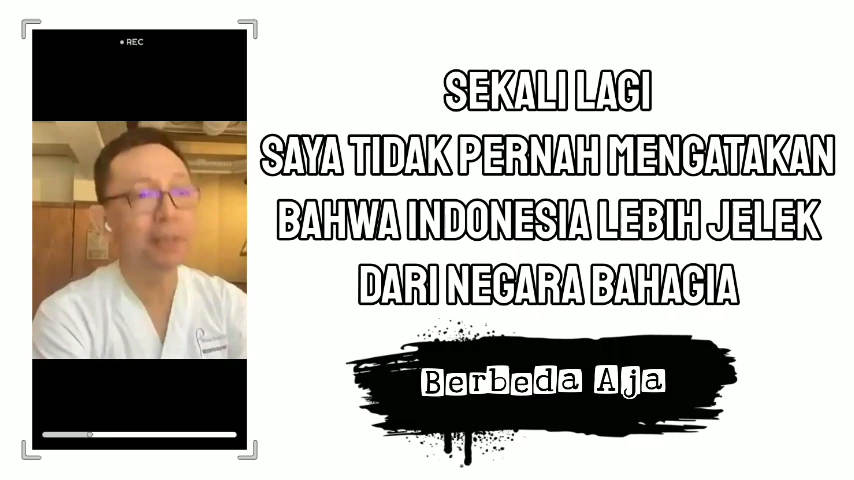 REC
SEKALI LAGI
SAYA TIDAK PERNAH MENGATAKAN
BAHWA INDONESIA LEBIH JELEK
DARI NEGARA BAHAGIA
Berbeda Aja